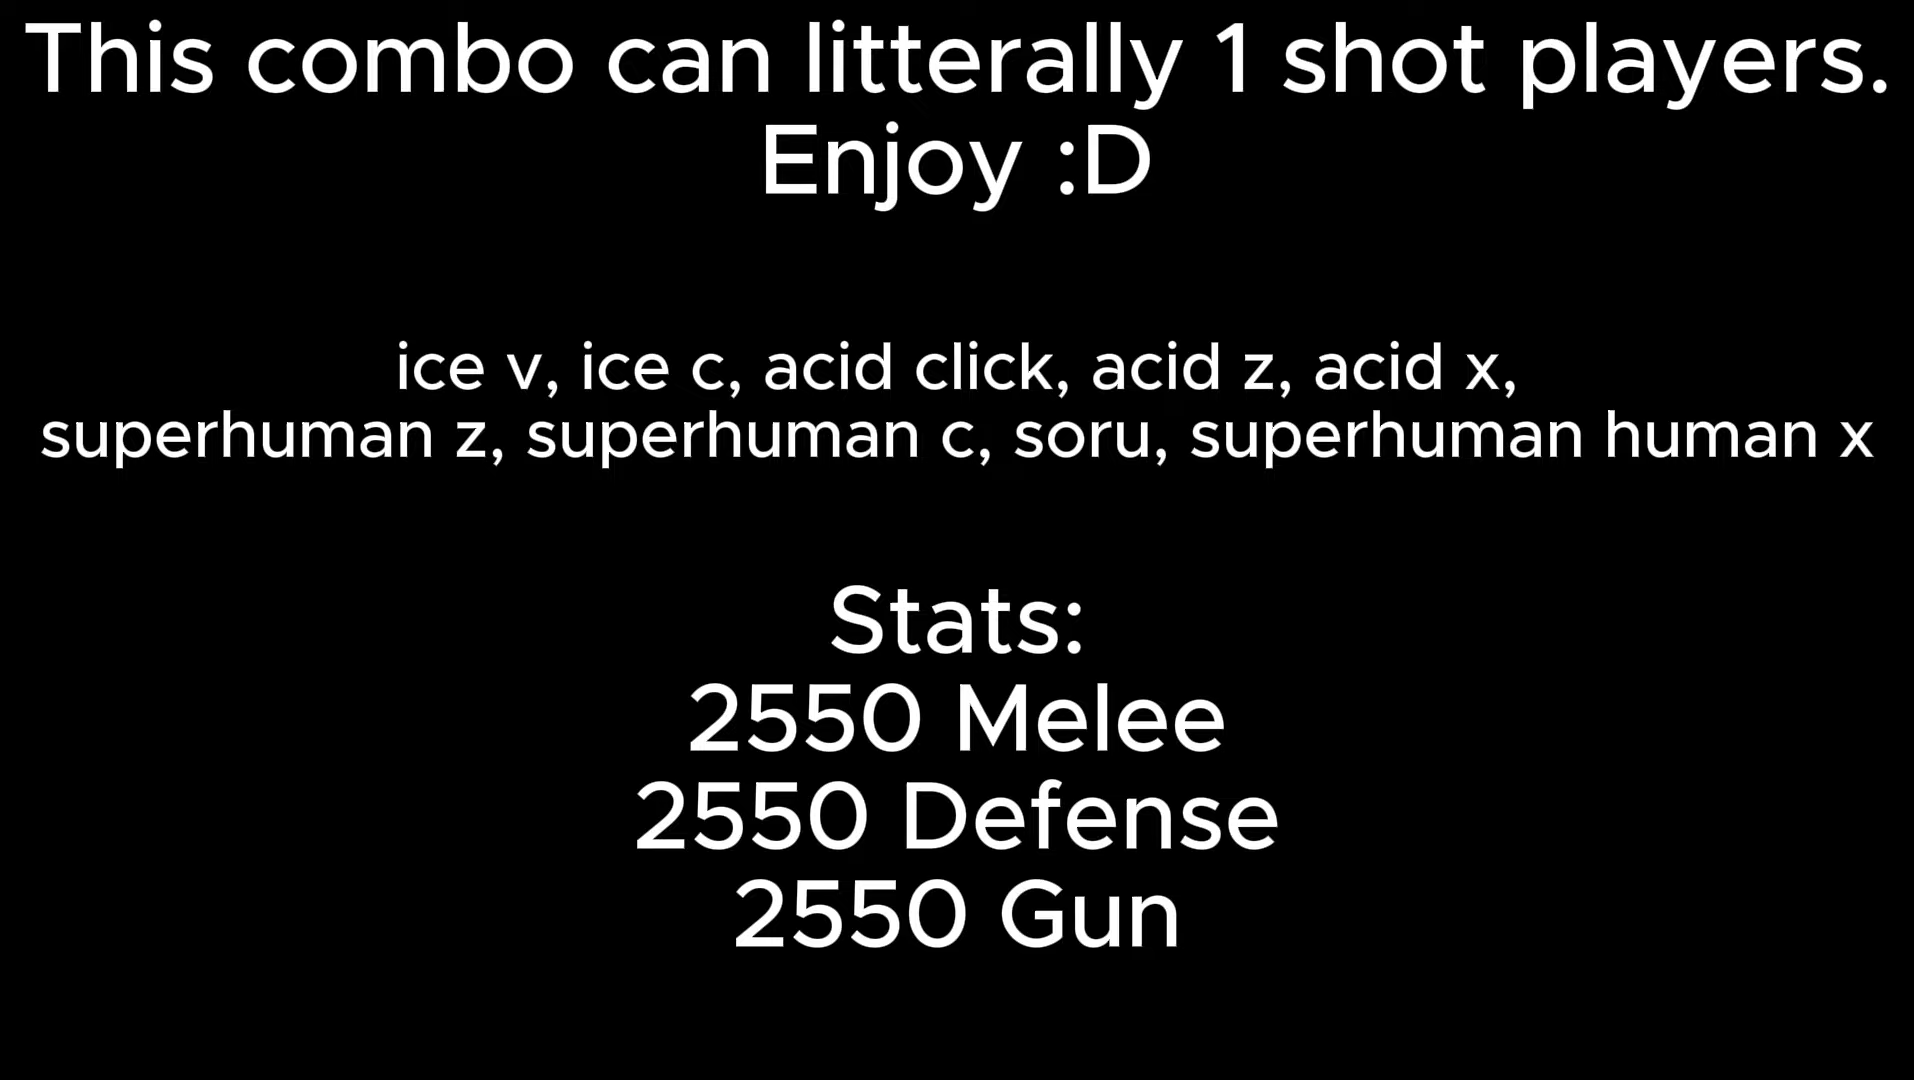 This combo can litterally 1 shot players.
Enjoy :D
ice v, ice c, acid click, acid z, acid x,
superhuman z, superhuman c, soru, superhuman human x
Stats:
2550 Melee
2550 Defense
2550 Gun